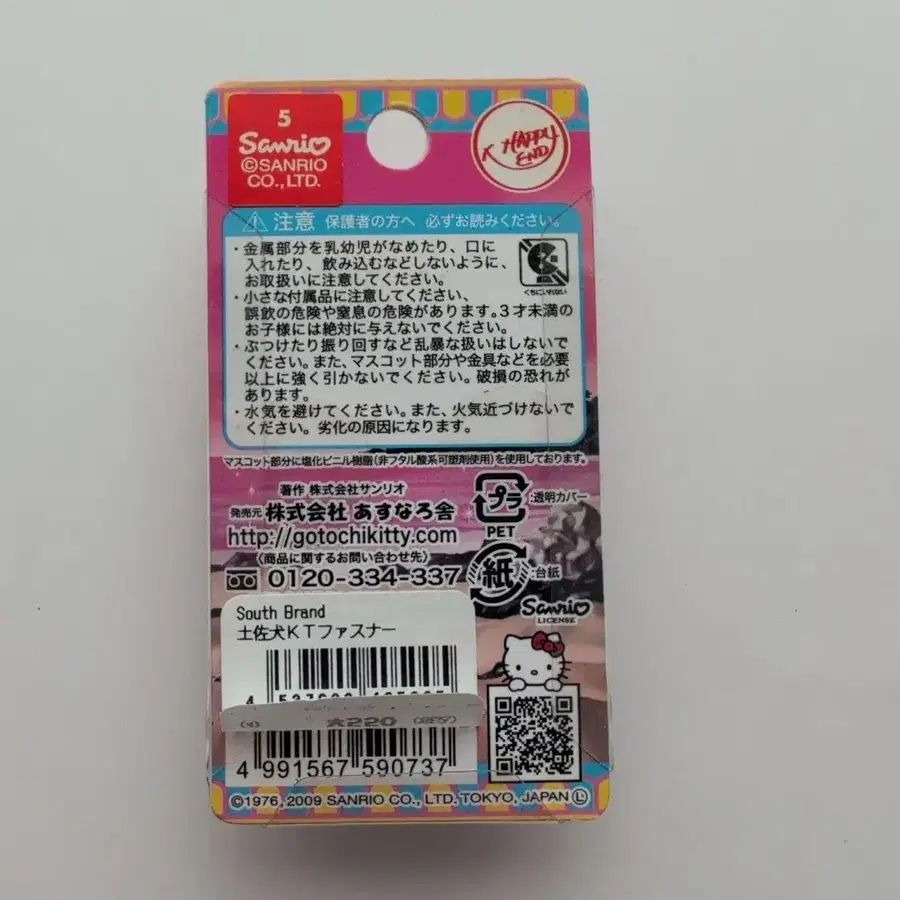 5
Sanrio
©SANRIO
CO.,LTD.
HAPPY
END
注意 保護者の方へ 必ずお読みください。
・金属部分を乳幼児がなめたり、口に
入れたり、飲み込むなどしないように、
お取扱いに注意してください。
くちにいれない
・小さな付属品に注意してください、
誤飲の危険や窒息の危険があります。3才未満の
お子様には絶対に与えないでください。
・ぶつけたり振り回すなど乱暴な扱いはしないで
ください。また、マスコット部分や金具などを必要
以上に強く引かないでください。破損の恐れが
あります。
・水気を避けてください。また、火気近づけないで
ください。劣化の原因になります。
マスコット部分に塩化ビニル樹脂(非フタル酸系可塑剤使用)を使用しております。
著作 株式会社サンリオ
発売元 株式会社 あすなろ舎
http://gotochikitty.com
〈商品に関するお問い合わせ先〉
0120-334-337
プラ :透明カバー
PET
紙 :台紙
Sanrio
LICENSE
South Brand
土佐犬KTファスナー
★220
4 991567 590737
©1976, 2009 SANRIO CO., LTD. TOKYO, JAPAN Ⓛ